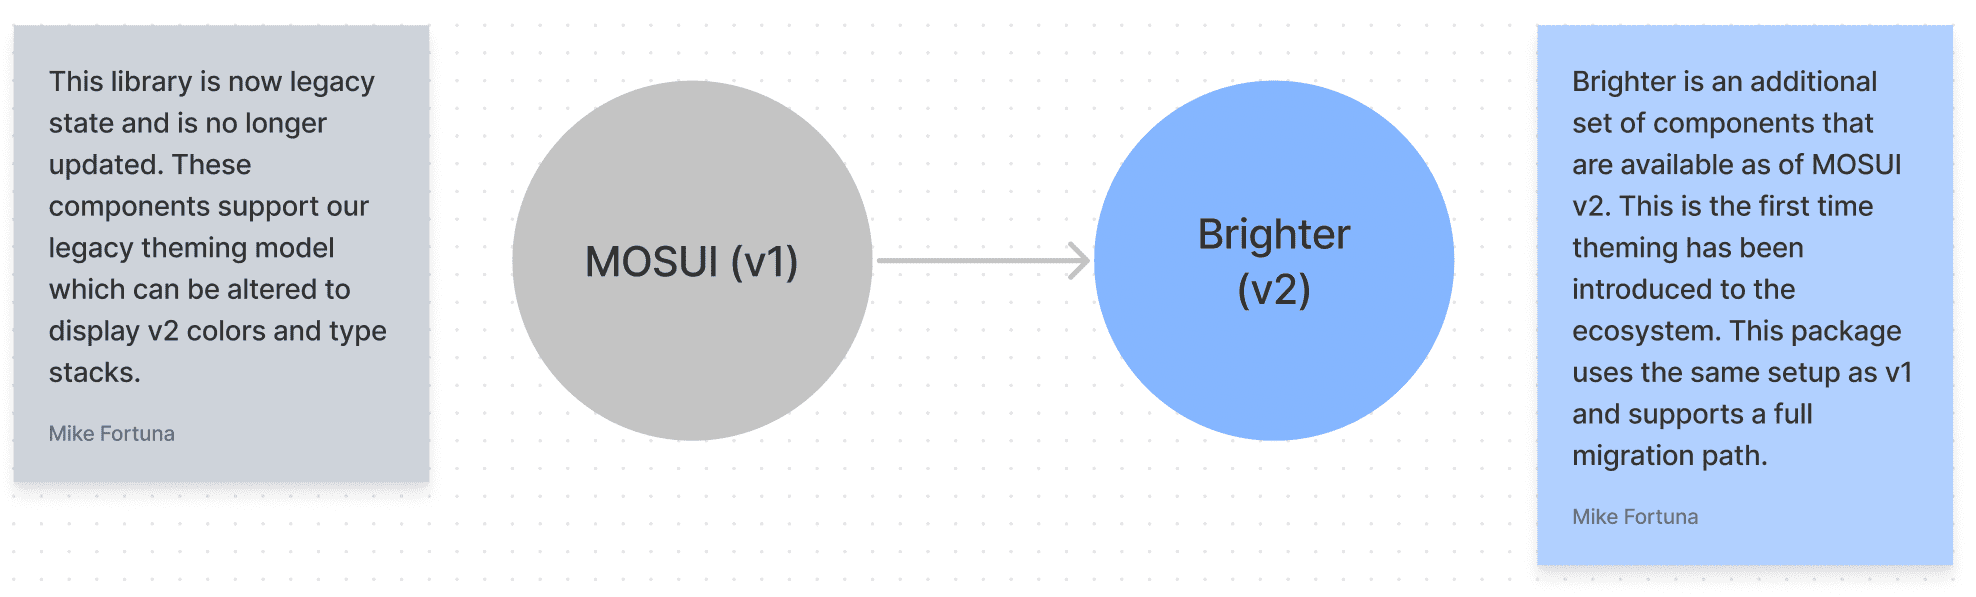 This library is now legacy
state and is no longer
updated. These
components support our
legacy theming model
which can be altered to
display v2 colors and type
stacks.
Mike Fortuna
MOSUI (v1)
Brighter
(v2)
Brighter is an additional
set of components that
are available as of MOSUI
v2. This is the first time
theming has been
introduced to the
ecosystem. This package
uses the same setup as v1
and supports a full
migration path.
Mike Fortuna